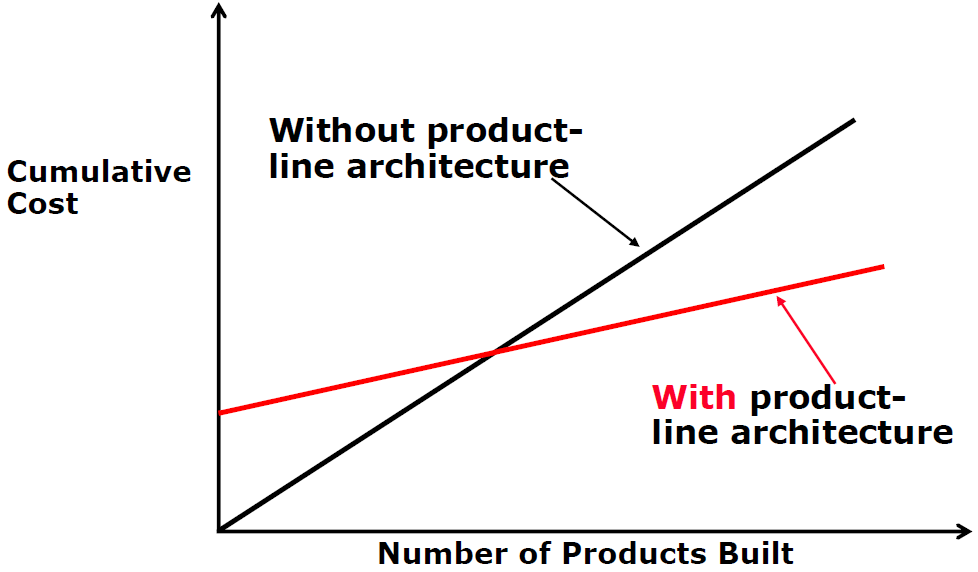 Without product-
line architecture
Cumulative
Cost
With product-
line architecture
Number of Products Built